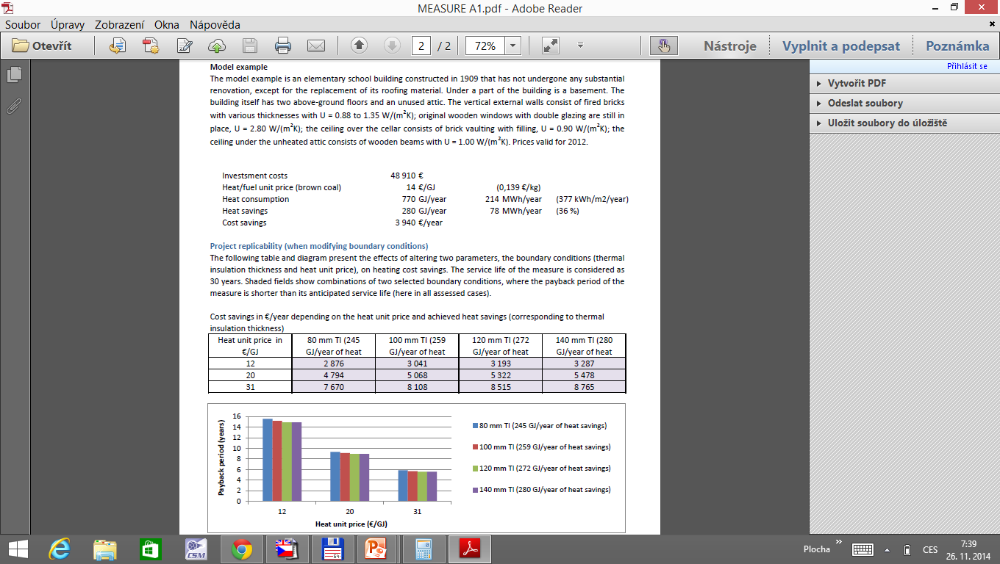 MEASURE A1.pdf - Adobe Reader
Soubor Úpravy Zobrazení Okna Nápověda
Otevřít 2 / 2 72% Nástroje Vyplnit a podepsat Poznámka
Přihlásit se
Vytvořit PDF
Odeslat soubory
Uložit soubory do úložiště
Model example
The model example is an elementary school building constructed in 1909 that has not undergone any substantial
renovation, except for the replacement of its roofing material. Under a part of the building is a basement. The
building itself has two above-ground floors and an unused attic. The vertical external walls consist of fired bricks
with various thicknesses with U = 0.88 to 1.35 W/(m²K); original wooden windows with double glazing are still in
place, U = 2.80 W/(m²K); the ceiling over the cellar consists of brick vaulting with filling, U = 0.90 W/(m²K); the
ceiling under the unheated attic consists of wooden beams with U = 1.00 W/(m²K). Prices valid for 2012.
Investsment costs 48 910 €
Heat/fuel unit price (brown coal) 14 €/GJ (0,139 €/kg)
Heat consumption 770 GJ/year 214 MWh/year (377 kWh/m2/year)
Heat savings 280 GJ/year 78 MWh/year (36 %)
Cost savings 3 940 €/year
Project replicability (when modifying boundary conditions)
The following table and diagram present the effects of altering two parameters, the boundary conditions (thermal
insulation thickness and heat unit price), on heating cost savings. The service life of the measure is considered as
30 years. Shaded fields show combinations of two selected boundary conditions, where the payback period of the
measure is shorter than its anticipated service life (here in all assessed cases).
Cost savings in €/year depending on the heat unit price and achieved heat savings (corresponding to thermal
insulation thickness)
Heat unit price in 80 mm TI (245 100 mm TI (259 120 mm TI (272 140 mm TI (280
€/GJ GJ/year of heat GJ/year of heat GJ/year of heat GJ/year of heat
12 2 876 3 041 3 193 3 287
20 4 794 5 068 5 322 5 478
31 7 670 8 108 8 515 8 765
Payback period (years)
16
14
12
10
8
6
4
2
0
12 20 31
Heat unit price (€/GJ)
80 mm TI (245 GJ/year of heat savings)
100 mm TI (259 GJ/year of heat savings)
120 mm TI (272 GJ/year of heat savings)
140 mm TI (280 GJ/year of heat savings)
CSM
64
Plocha » CES 7:39
26. 11. 2014